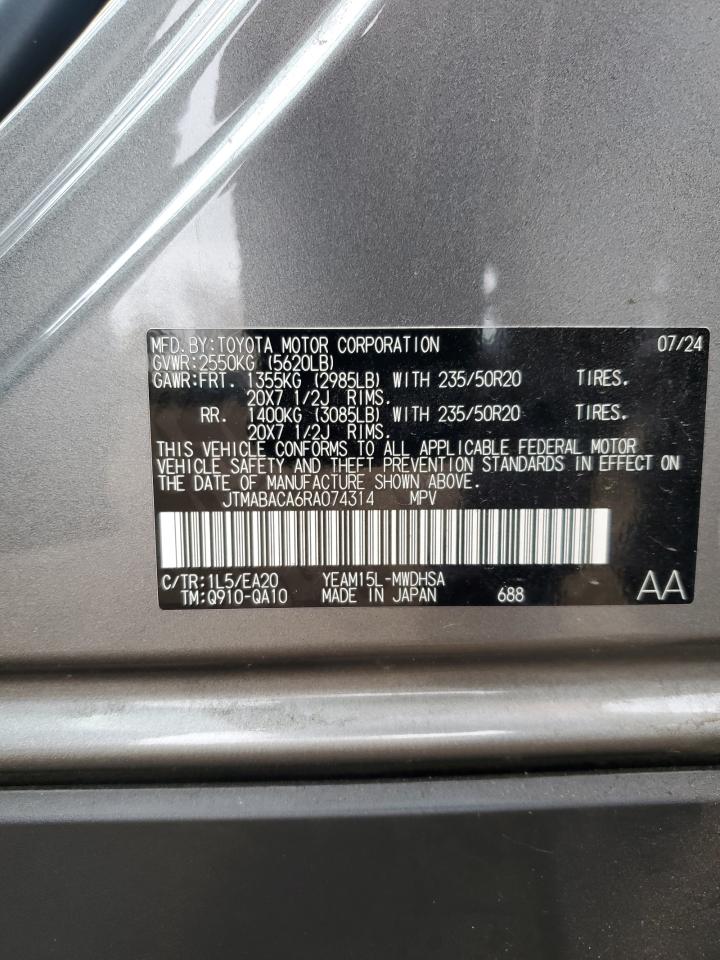 MFD.BY:TOYOTA MOTOR CORPORATION 07/24
GVWR:2550KG (5620LB)
GAWR:FRT. 1355KG (2985LB) WITH 235/50R20 TIRES.
20X7 1/2J RIMS.
RR. 1400KG (3085LB) WITH 235/50R20 TIRES.
20X7 1/2J RIMS.
THIS VEHICLE CONFORMS TO ALL APPLICABLE FEDERAL MOTOR
VEHICLE SAFETY AND THEFT PREVENTION STANDARDS IN EFFECT ON
THE DATE OF MANUFACTURE SHOWN ABOVE.
JTMABACA6RA074314 MPV
C/TR:1L5/EA20 YEAM15L-MWDHSA
TM:Q910-QA10 MADE IN JAPAN 688 AA